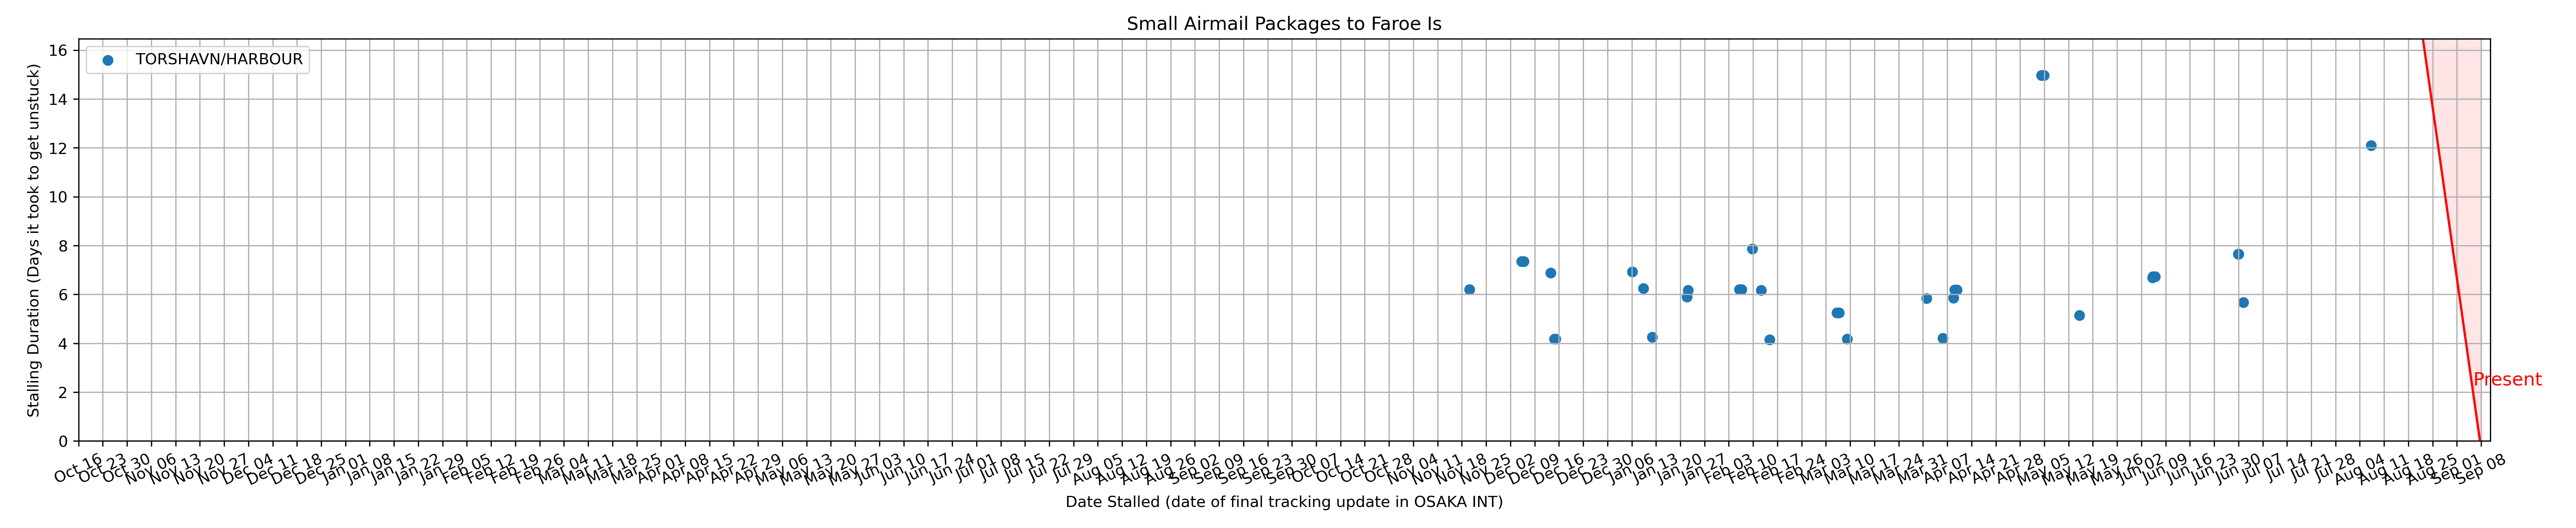 Small Airmail Packages to Faroe Is
TORSHAVN/HARBOUR
Stalling Duration (Days it took to get unstuck)
16
14
12
10
8
6
4
2
0
Present
Oct 16
Oct 23
Oct 30
Nov 06
Nov 13
Nov 20
Nov 27
Dec 04
Dec 11
Dec 18
Dec 25
Jan 01
Jan 08
Jan 15
Jan 22
Jan 29
Feb 05
Feb 12
Feb 19
Feb 26
Mar 04
Mar 11
Mar 18
Mar 25
Apr 01
Apr 08
Apr 15
Apr 22
Apr 29
May 06
May 13
May 20
May 27
Jun 03
Jun 10
Jun 17
Jun 24
Jul 01
Jul 08
Jul 15
Jul 22
Jul 29
Aug 05
Aug 12
Aug 19
Aug 26
Sep 02
Sep 09
Sep 16
Sep 23
Sep 30
Oct 07
Oct 14
Oct 21
Oct 28
Nov 04
Nov 11
Nov 18
Nov 25
Dec 02
Dec 09
Dec 16
Dec 23
Dec 30
Jan 06
Jan 13
Jan 20
Jan 27
Feb 03
Feb 10
Feb 17
Feb 24
Mar 03
Mar 10
Mar 17
Mar 24
Mar 31
Apr 07
Apr 14
Apr 21
Apr 28
May 05
May 12
May 19
May 26
Jun 02
Jun 09
Jun 16
Jun 23
Jun 30
Jul 07
Jul 14
Jul 21
Jul 28
Aug 04
Aug 11
Aug 18
Aug 25
Sep 01
Sep 08
Date Stalled (date of final tracking update in OSAKA INT)